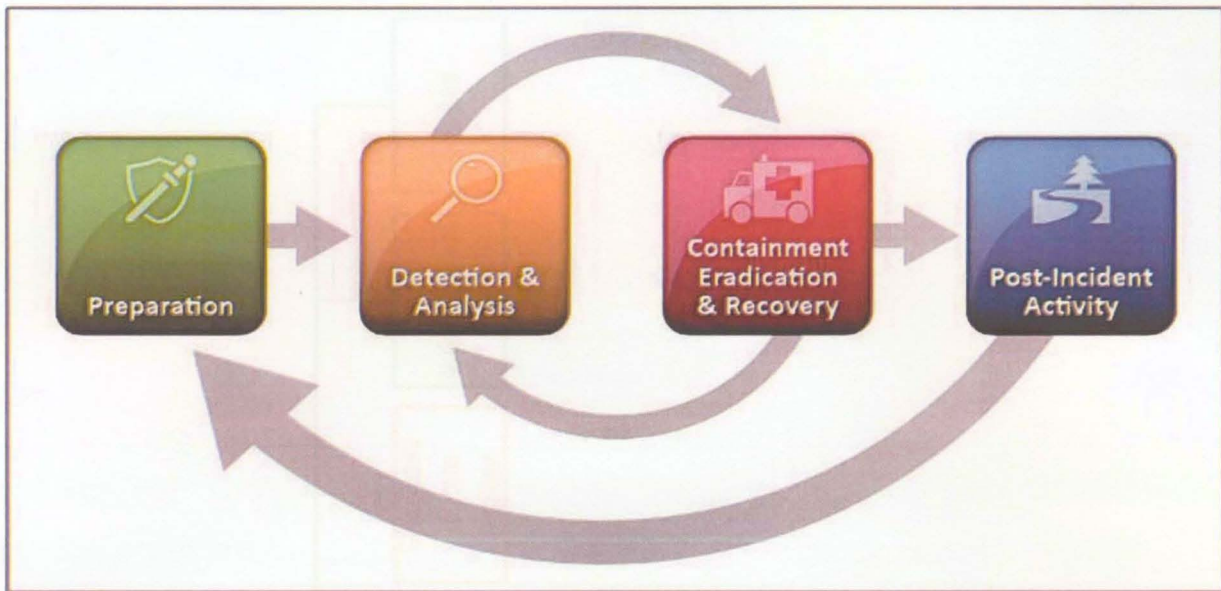 Preparation
Detection &
Analysis
Containment
Eradication
& Recovery
Post-Incident
Activity